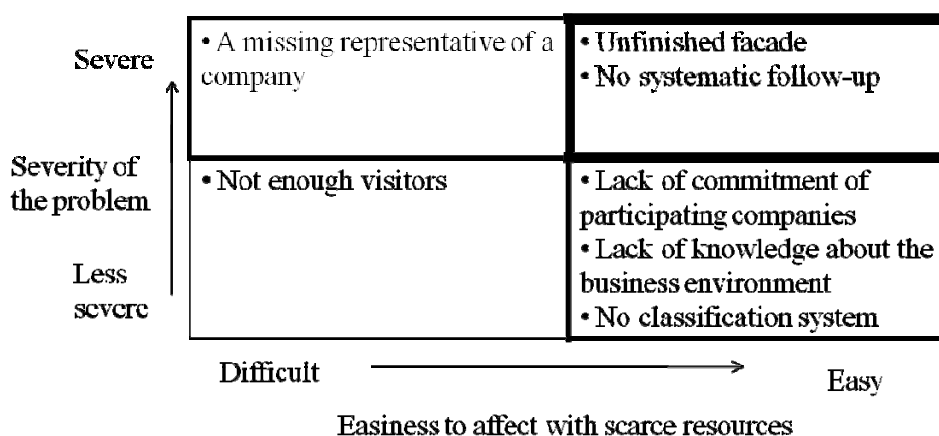 Severe
• A missing representative of a
company
• Unfinished facade
• No systematic follow-up
Severity of
the problem
• Not enough visitors
• Lack of commitment of
participating companies
• Lack of knowledge about the
business environment
• No classification system
Less
severe
Difficult
Easy
Easiness to affect with scarce resources